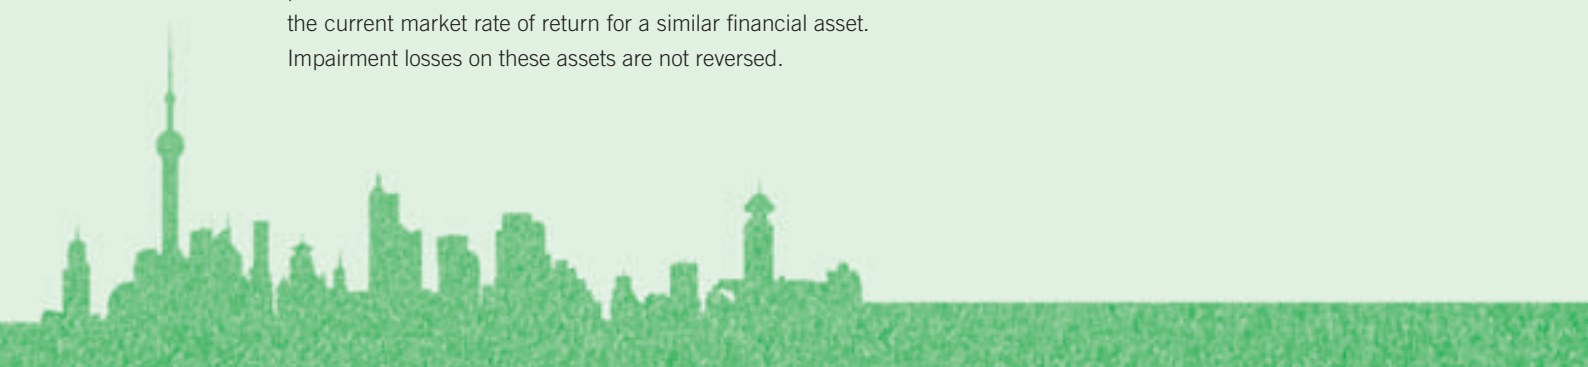 the current market rate of return for a similar financial asset.
Impairment losses on these assets are not reversed.